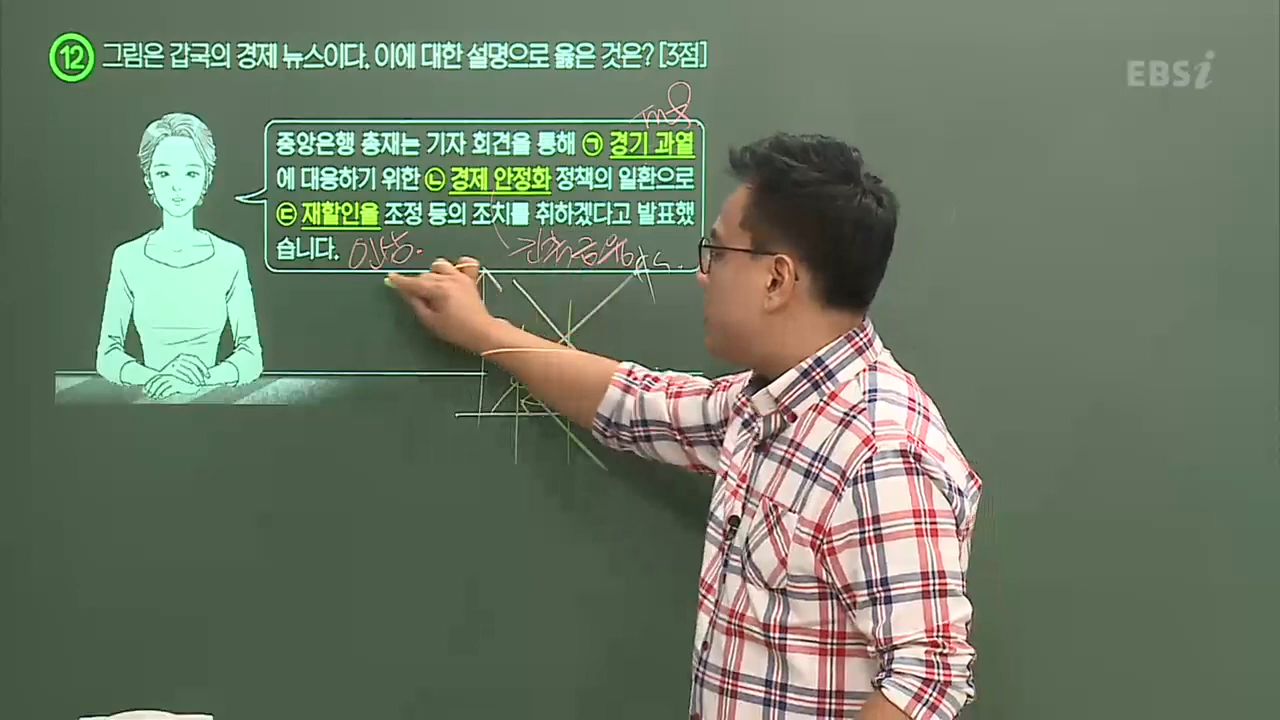 ⑫ 그림은 갑국의 경제 뉴스이다. 이에 대한 설명으로 옳은 것은? [3점]
EBSi
중앙은행 총재는 기자 회견을 통해 ㉠ 경기 과열
에 대응하기 위한 ㉡ 경제 안정화 정책의 일환으로
㉢ 재할인율 조정 등의 조치를 취하겠다고 발표했
습니다. 인상.